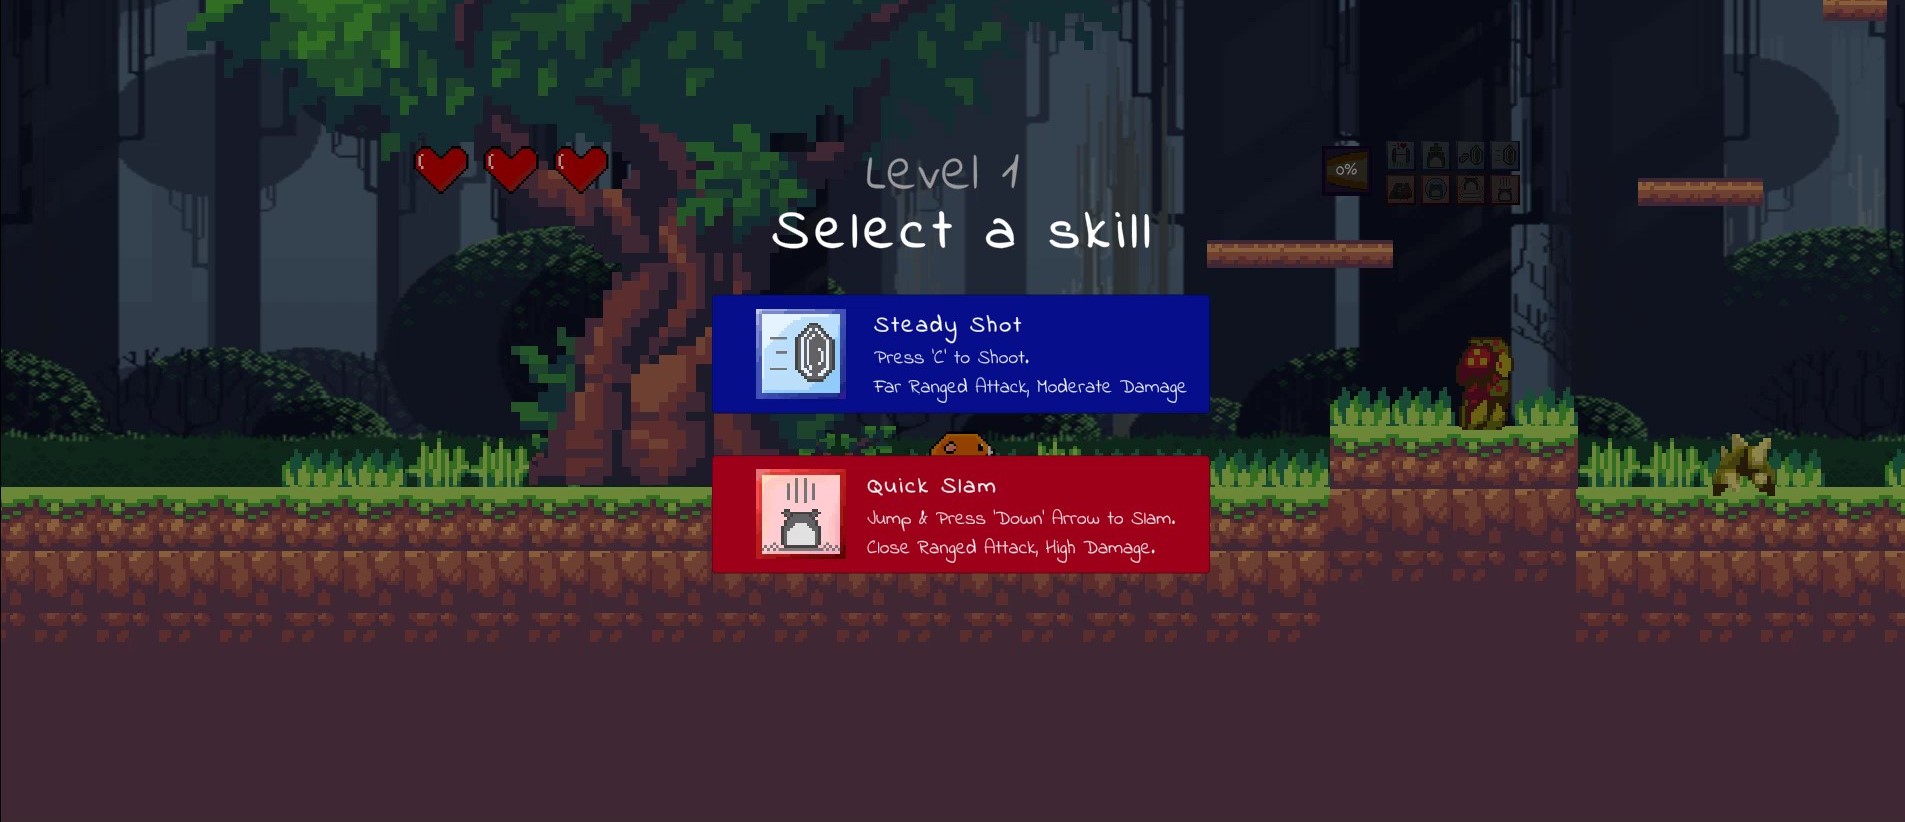 Level 1
0%
Select a skill
Steady Shot
Press 'C' to Shoot.
Far Ranged Attack, Moderate Damage
Quick Slam
Jump & Press 'Down' Arrow to Slam.
Close Ranged Attack, High Damage.